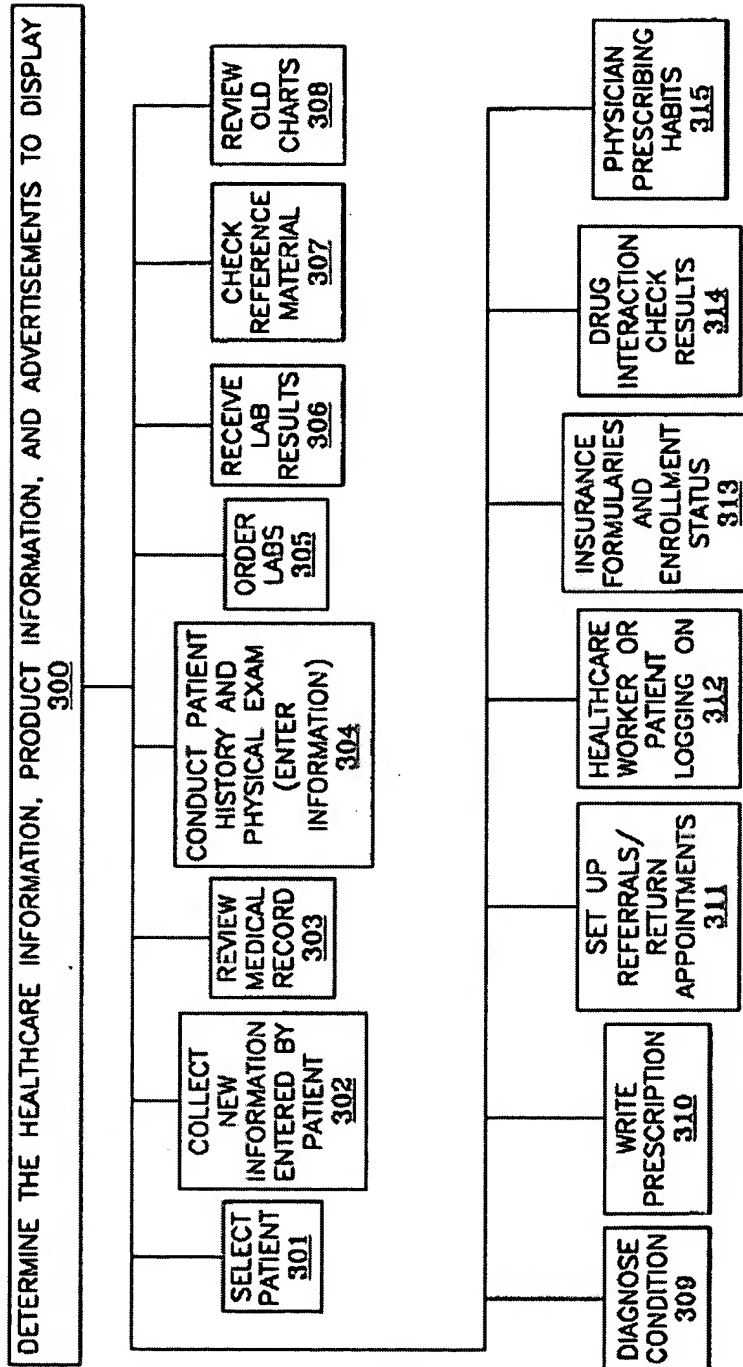 DETERMINE THE HEALTHCARE INFORMATION, PRODUCT INFORMATION, AND ADVERTISEMENTS TO DISPLAY
300
SELECT
PATIENT
301
COLLECT
NEW
INFORMATION
ENTERED BY
PATIENT
302
REVIEW
MEDICAL
RECORD
303
CONDUCT PATIENT
HISTORY AND
PHYSICAL EXAM
(ENTER
INFORMATION)
304
ORDER
LABS
305
RECEIVE
LAB
RESULTS
306
CHECK
REFERENCE
MATERIAL
307
REVIEW
OLD
CHARTS
308
DIAGNOSE
CONDITION
309
WRITE
PRESCRIPTION
310
SET UP
REFERRALS/
RETURN
APPOINTMENTS
311
HEALTHCARE
WORKER OR
PATIENT
LOGGING ON
312
INSURANCE
FORMULARIES
AND
ENROLLMENT
STATUS
313
DRUG
INTERACTION
CHECK
RESULTS
314
PHYSICIAN
PRESCRIBING
HABITS
315